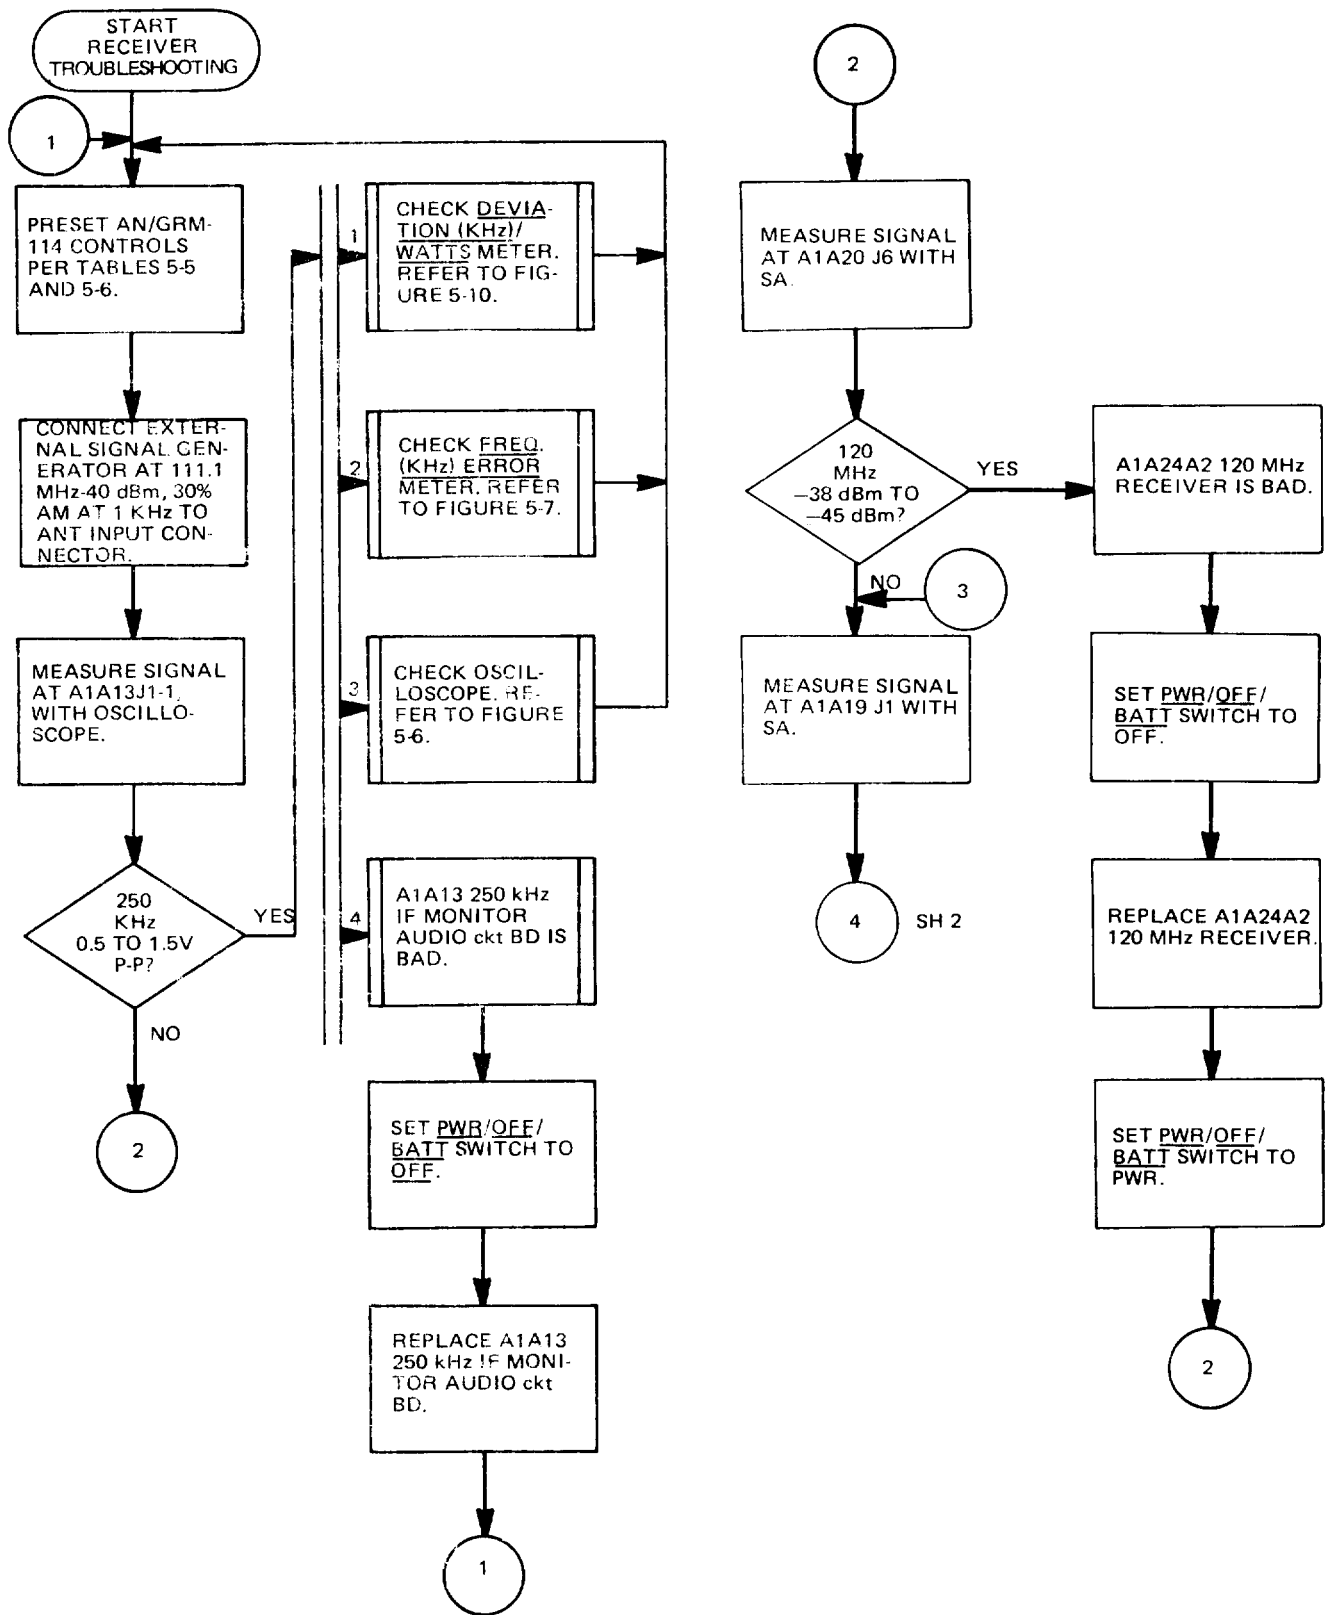 START
RECEIVER
TROUBLESHOOTING
1
PRESET AN/GRM-
114 CONTROLS
PER TABLES 5-5
AND 5-6.
CONNECT EXTER-
NAL SIGNAL GEN-
ERATOR AT 111.1
MHz-40 dBm, 30%
AM AT 1 KHz TO
ANT INPUT CON-
NECTOR.
MEASURE SIGNAL
AT A1A13J1-1,
WITH OSCILLO-
SCOPE.
250
KHz
0.5 TO 1.5V
P-P?
YES
NO
2
1
CHECK DEVIA-
TION (KHz)/
WATTS METER.
REFER TO FIG-
URE 5-10.
2
CHECK FREQ.
(KHz) ERROR
METER. REFER
TO FIGURE 5-7.
3
CHECK OSCIL-
LOSCOPE. RE-
FER TO FIGURE
5-6.
4
A1A13 250 kHz
IF MONITOR
AUDIO ckt BD IS
BAD.
SET PWR/OFF/
BATT SWITCH TO
OFF.
REPLACE A1A13
250 kHz IF MONI-
TOR AUDIO ckt
BD.
1
2
MEASURE SIGNAL
AT A1A20 J6 WITH
SA.
120
MHz
—38 dBm TO
—45 dBm?
YES
NO
3
MEASURE SIGNAL
AT A1A19 J1 WITH
SA.
4
SH 2
A1A24A2 120 MHz
RECEIVER IS BAD.
SET PWR/OFF/
BATT SWITCH TO
OFF.
REPLACE A1A24A2
120 MHz RECEIVER.
SET PWR/OFF/
BATT SWITCH TO
PWR.
2